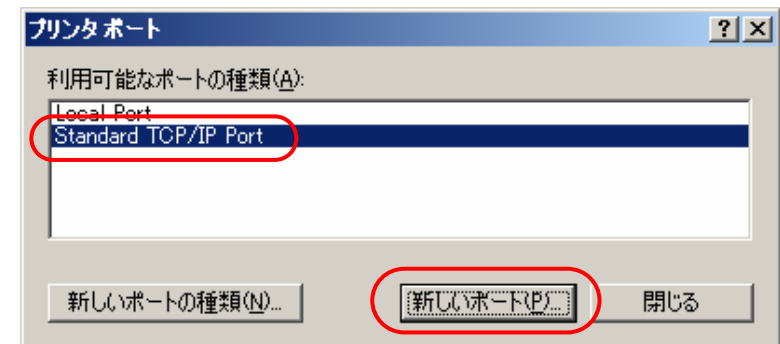 プリンタ ポート
利用可能なポートの種類(A):
Local Port
Standard TCP/IP Port
新しいポートの種類(N)... 新しいポート(P)... 閉じる